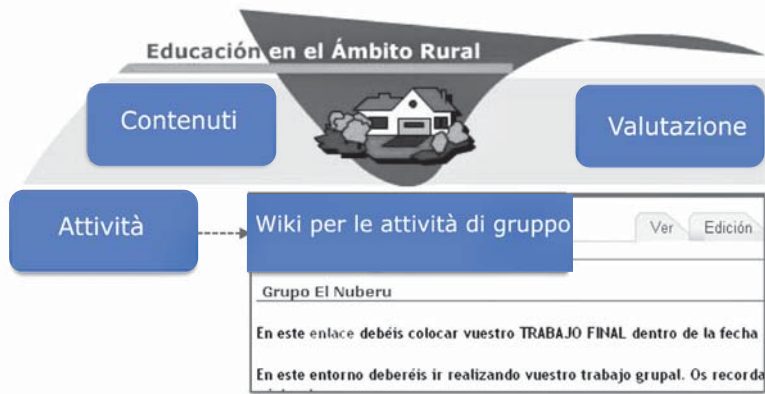 Educación en el Ámbito Rural
Contenuti
Valutazione
Attività
Wiki per le attività di gruppo
Ver
Edición
Grupo El Nuberu
En este enlace debéis colocar vuestro TRABAJO FINAL dentro de la fecha
En este entorno deberéis ir realizando vuestro trabajo grupal. Os recorda